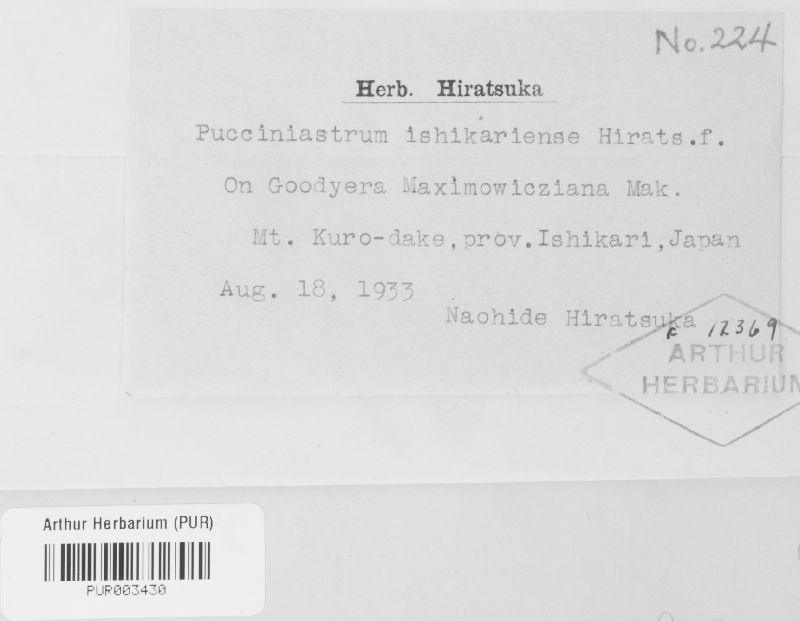 No. 224
Herb. Hiratsuka
Pucciniastrum ishikariense Hirats.f.
On Goodyera Maximowicziana Mak.
Mt. Kuro-dake, prov. Ishikari, Japan
Aug. 18, 1933
Naohide Hiratsuka
F 12369
ARTHUR
HERBARIUM
Arthur Herbarium (PUR)
PUR003430